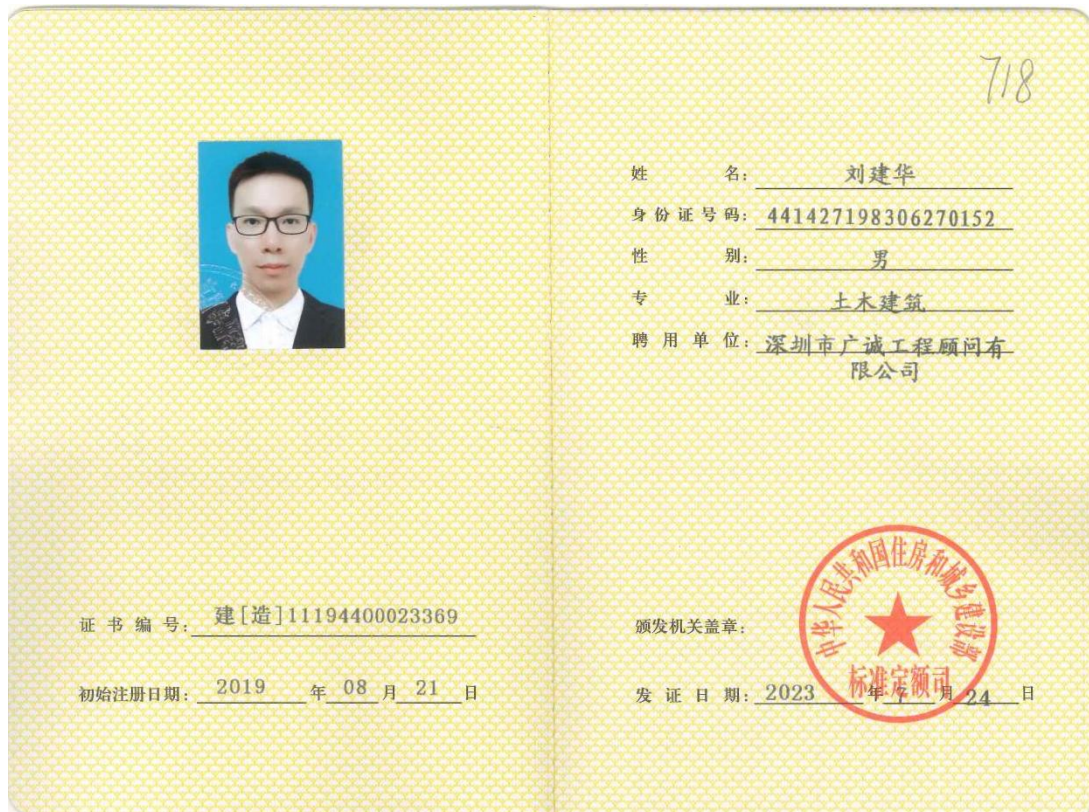 718
姓 名: 刘建华
身份证号码: 441427198306270152
性 别: 男
专 业: 土木建筑
聘用单位: 深圳市广诚工程顾问有
限公司
证书编号: 建[造]11194400023369
初始注册日期: 2019 年 08 月 21 日
颁发机关盖章:
中华人民共和国住房和城乡建设部
标准定额司
发证日期: 2023 年 7 月 24 日